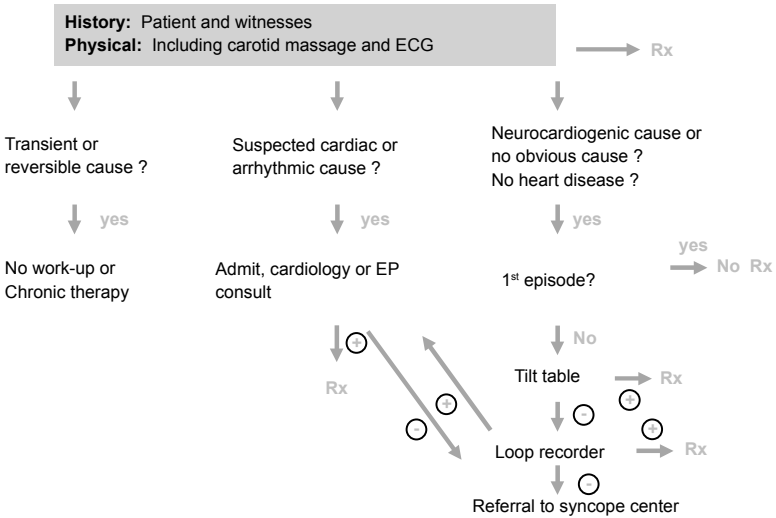 History: Patient and witnesses
Physical: Including carotid massage and ECG
Rx
Transient or
reversible cause ?
Suspected cardiac or
arrhythmic cause ?
Neurocardiogenic cause or
no obvious cause ?
No heart disease ?
yes
yes
yes
No work-up or
Chronic therapy
Admit, cardiology or EP
consult
1st episode?
yes
No Rx
+
No
Rx
Tilt table
Rx
+
+
-
-
+
Loop recorder
Rx
-
Referral to syncope center